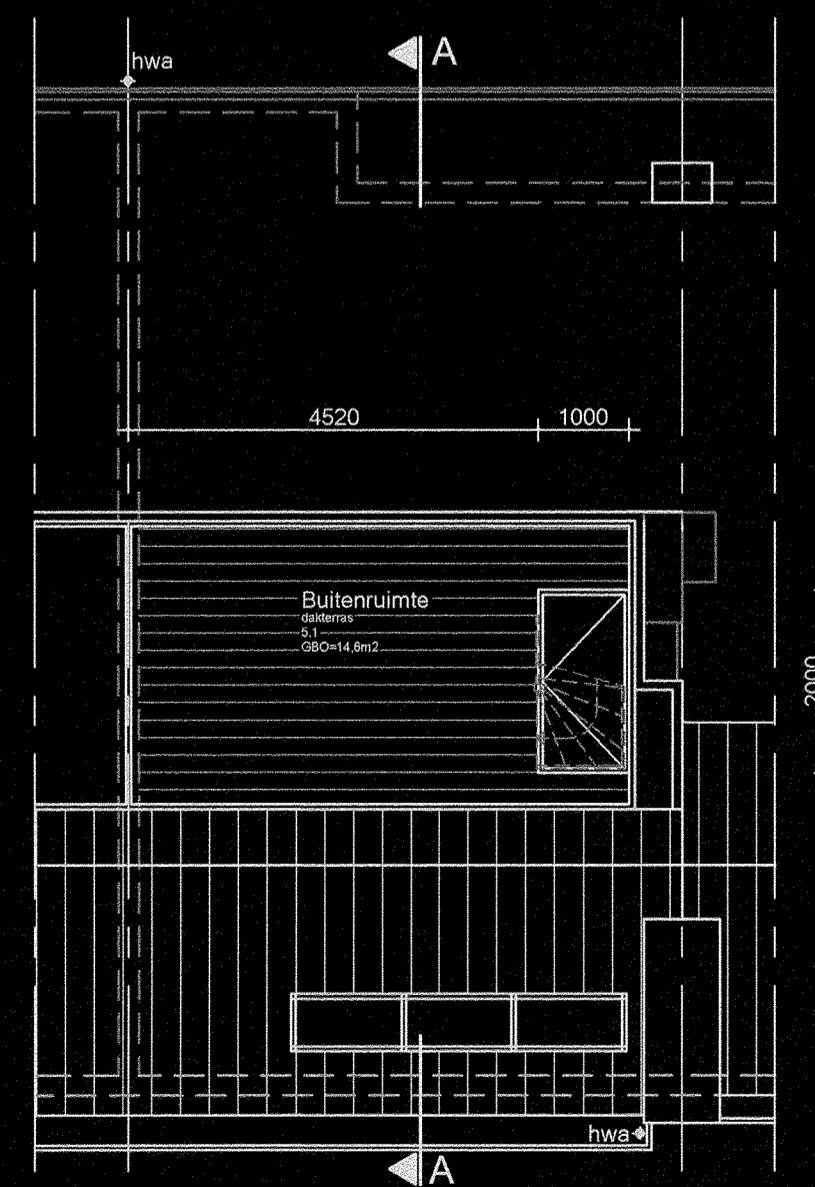 A
hwa
4520
1000
Buitenruimte
dakterras
5.1
GBO=14,6m2
2000
hwa
A